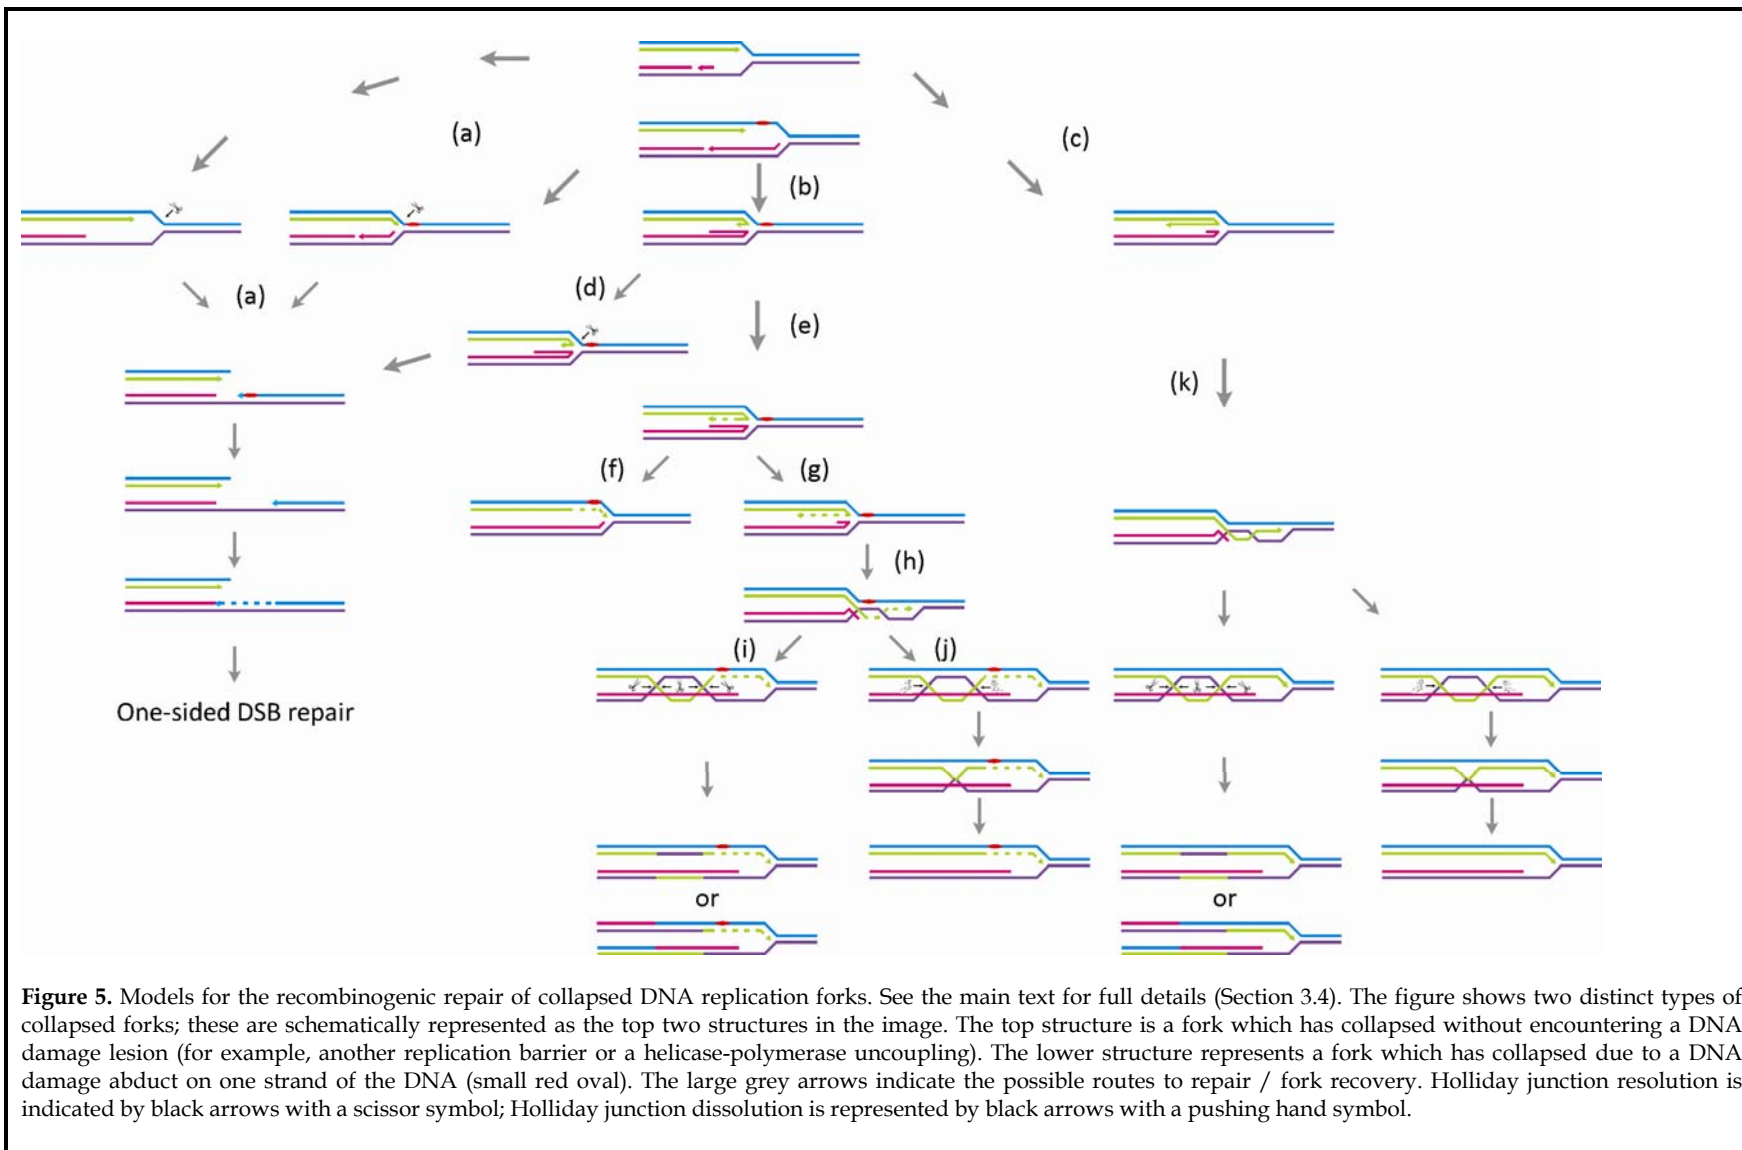 (a)
(c)
(b)
(a)
(d)
(e)
(k)
(f)
(g)
(h)
(i)
(j)
One-sided DSB repair
or
or
Figure 5. Models for the recombinogenic repair of collapsed DNA replication forks. See the main text for full details (Section 3.4). The figure shows two distinct types of
collapsed forks; these are schematically represented as the top two structures in the image. The top structure is a fork which has collapsed without encountering a DNA
damage lesion (for example, another replication barrier or a helicase-polymerase uncoupling). The lower structure represents a fork which has collapsed due to a DNA
damage abduct on one strand of the DNA (small red oval). The large grey arrows indicate the possible routes to repair / fork recovery. Holliday junction resolution is
indicated by black arrows with a scissor symbol; Holliday junction dissolution is represented by black arrows with a pushing hand symbol.